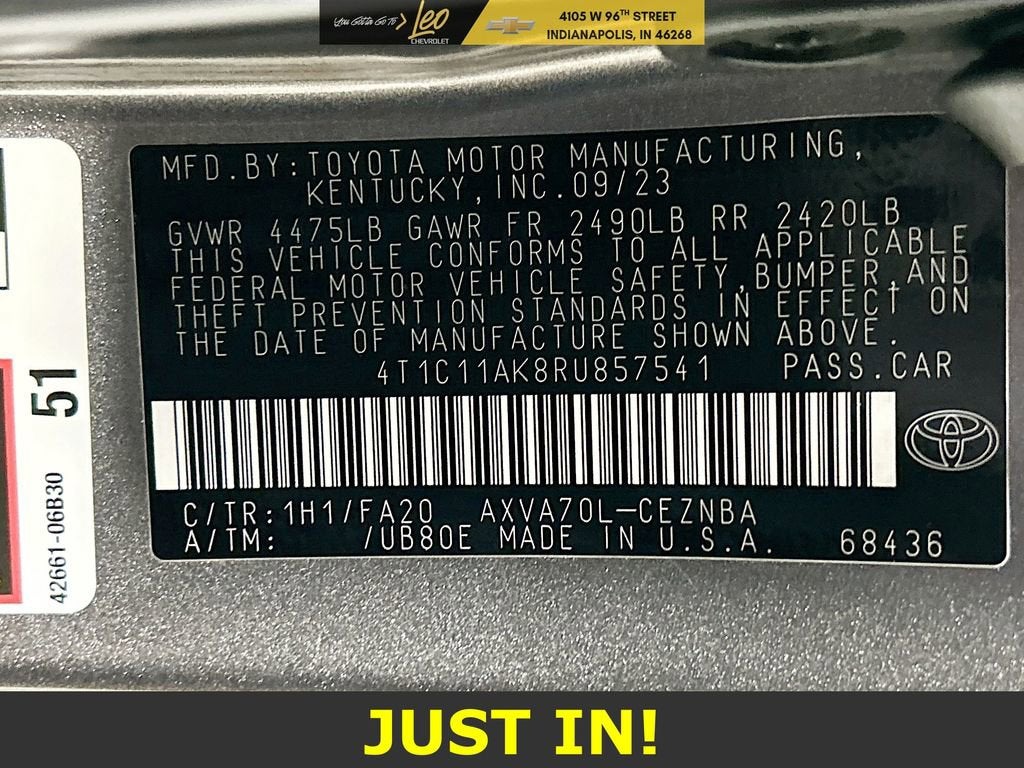 You Gotta Go To > Leo
CHEVROLET
4105 W 96TH STREET
INDIANAPOLIS, IN 46268
MFD.BY:TOYOTA MOTOR MANUFACTURING,
KENTUCKY,INC.09/23
GVWR 4475LB GAWR FR 2490LB RR 2420LB
THIS VEHICLE CONFORMS TO ALL APPLICABLE
FEDERAL MOTOR VEHICLE SAFETY,BUMPER,AND
THEFT PREVENTION STANDARDS IN EFFECT ON
THE DATE OF MANUFACTURE SHOWN ABOVE.
4T1C11AK8RU857541 PASS.CAR
C/TR:1H1/FA20 AXVA70L-CEZNBA
A/TM: /UB80E MADE IN U.S.A. 68436
51
42661-06B30
JUST IN!